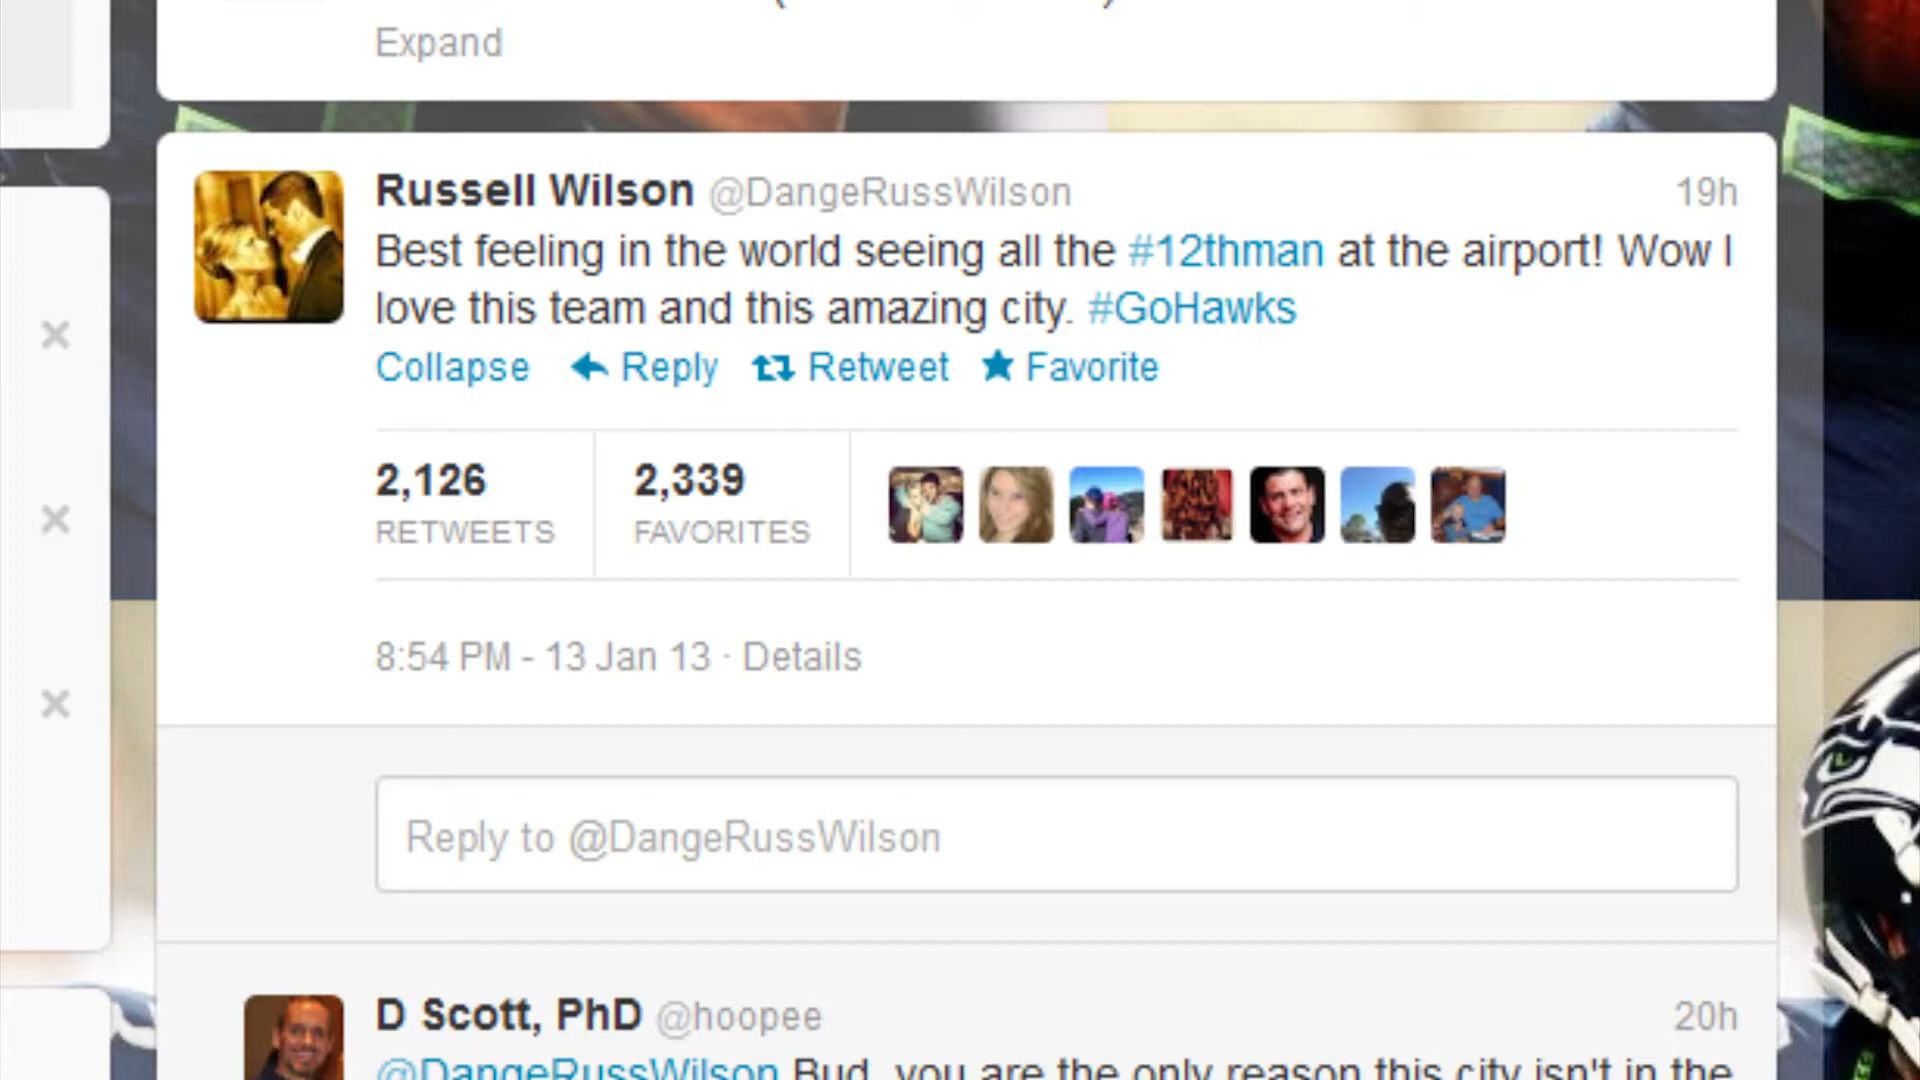 Expand
Russell Wilson @DangeRussWilson 19h
Best feeling in the world seeing all the #12thman at the airport! Wow I
love this team and this amazing city. #GoHawks
Collapse Reply Retweet Favorite
2,126 2,339
RETWEETS FAVORITES
8:54 PM - 13 Jan 13 · Details
Reply to @DangeRussWilson
D Scott, PhD @hoopee 20h
@DangeRussWilson Bud, you are the only reason this city isn't in the